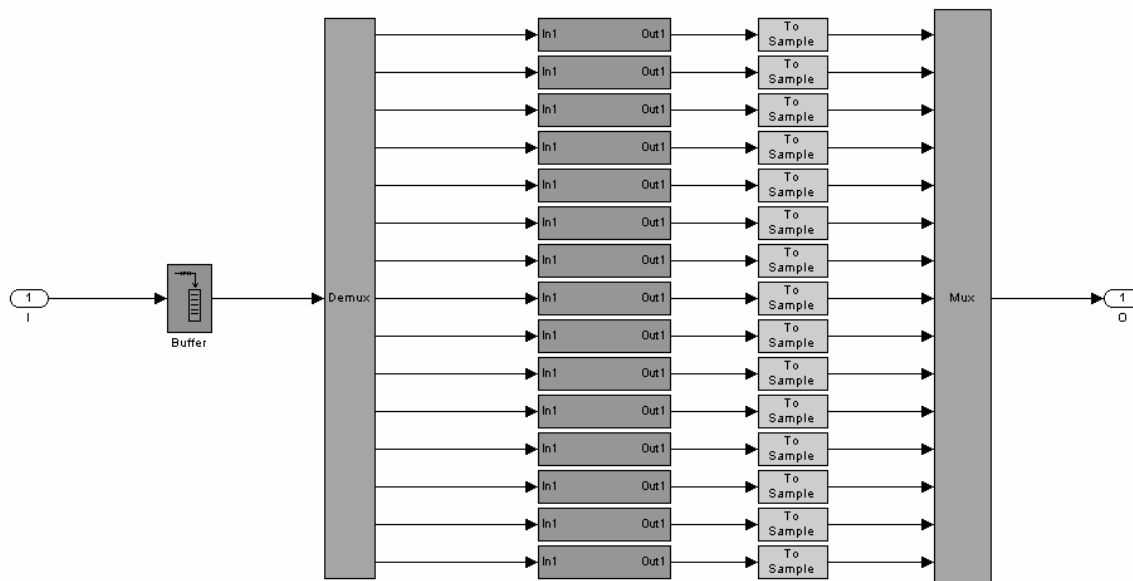 In1 Out1 To
Sample
In1 Out1 To
Sample
In1 Out1 To
Sample
In1 Out1 To
Sample
In1 Out1 To
Sample
In1 Out1 To
Sample
In1 Out1 To
Sample
1 Demux In1 Out1 To
Sample Mux 1
I O
Buffer
In1 Out1 To
Sample
In1 Out1 To
Sample
In1 Out1 To
Sample
In1 Out1 To
Sample
In1 Out1 To
Sample
In1 Out1 To
Sample
In1 Out1 To
Sample